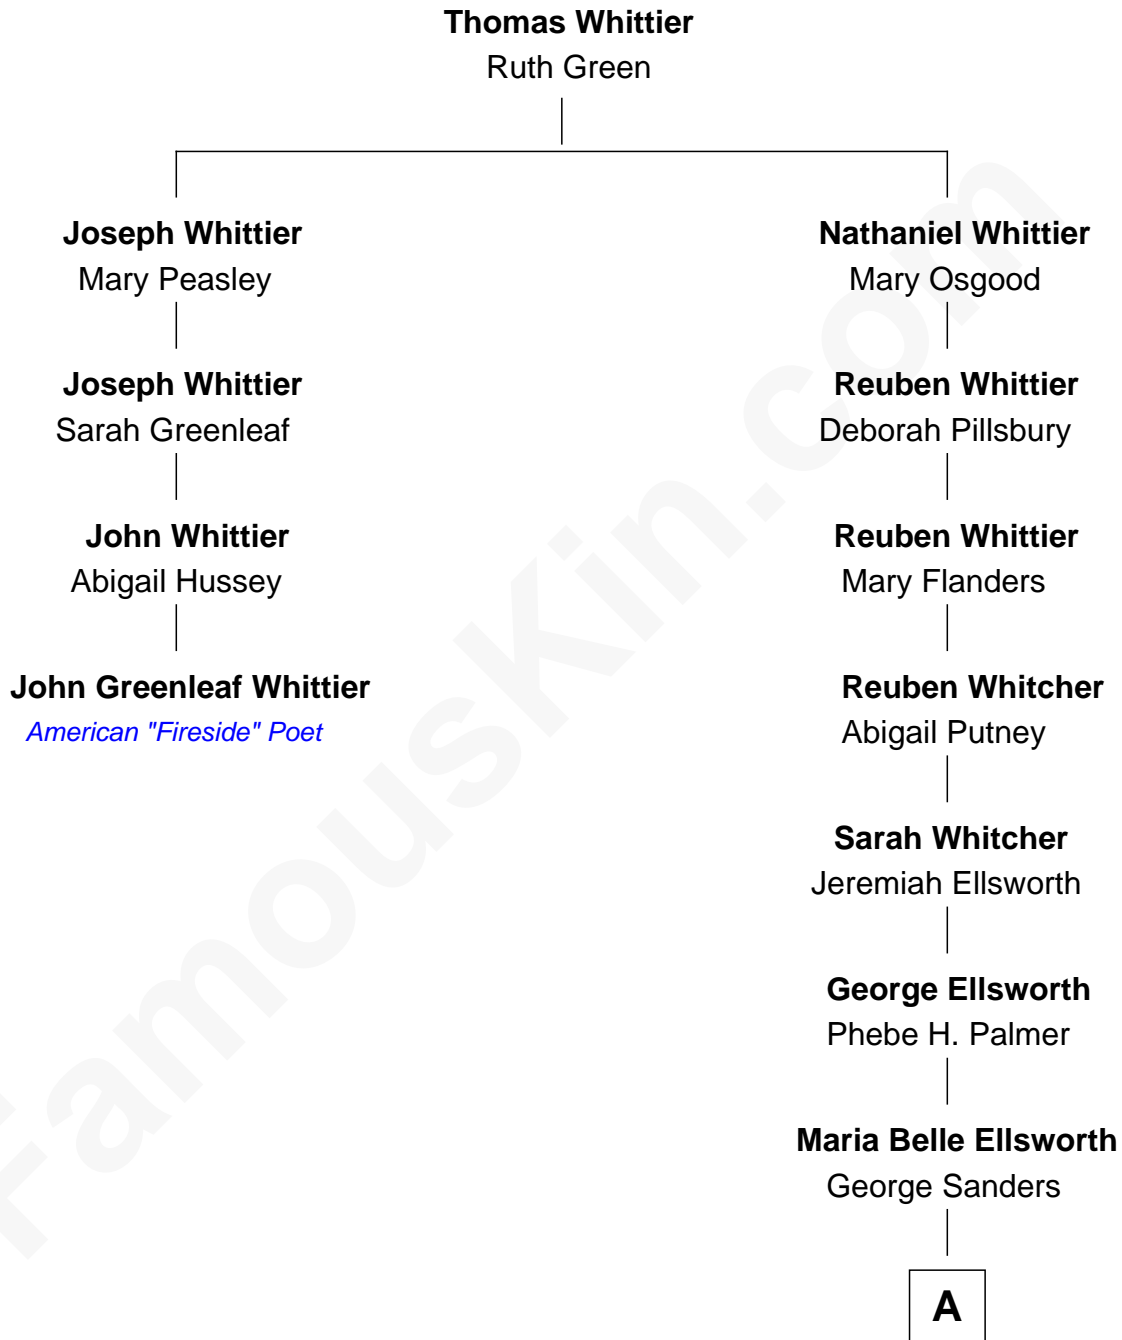 Thomas Whittier
Ruth Green
Joseph Whittier
Mary Peasley
Nathaniel Whittier
Mary Osgood
Joseph Whittier
Sarah Greenleaf
Reuben Whittier
Deborah Pillsbury
John Whittier
Abigail Hussey
Reuben Whittier
Mary Flanders
John Greenleaf Whittier
American "Fireside" Poet
Reuben Whitcher
Abigail Putney
Sarah Whitcher
Jeremiah Ellsworth
George Ellsworth
Phebe H. Palmer
Maria Belle Ellsworth
George Sanders
A
FamousKin.com